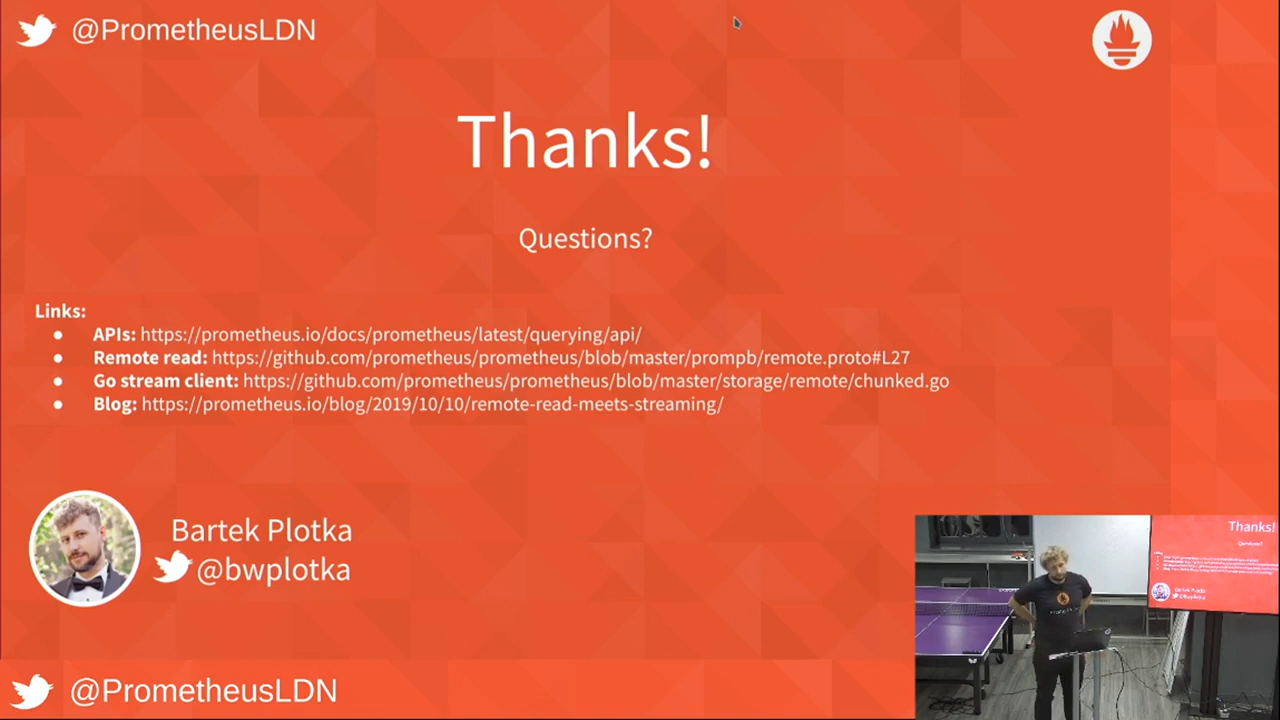 @PrometheusLDN
Thanks!
Questions?
Links:
● APIs: https://prometheus.io/docs/prometheus/latest/querying/api/
● Remote read: https://github.com/prometheus/prometheus/blob/master/prompb/remote.proto#L27
● Go stream client: https://github.com/prometheus/prometheus/blob/master/storage/remote/chunked.go
● Blog: https://prometheus.io/blog/2019/10/10/remote-read-meets-streaming/
Bartek Plotka
@bwplotka
@PrometheusLDN
Thanks!
Questions?